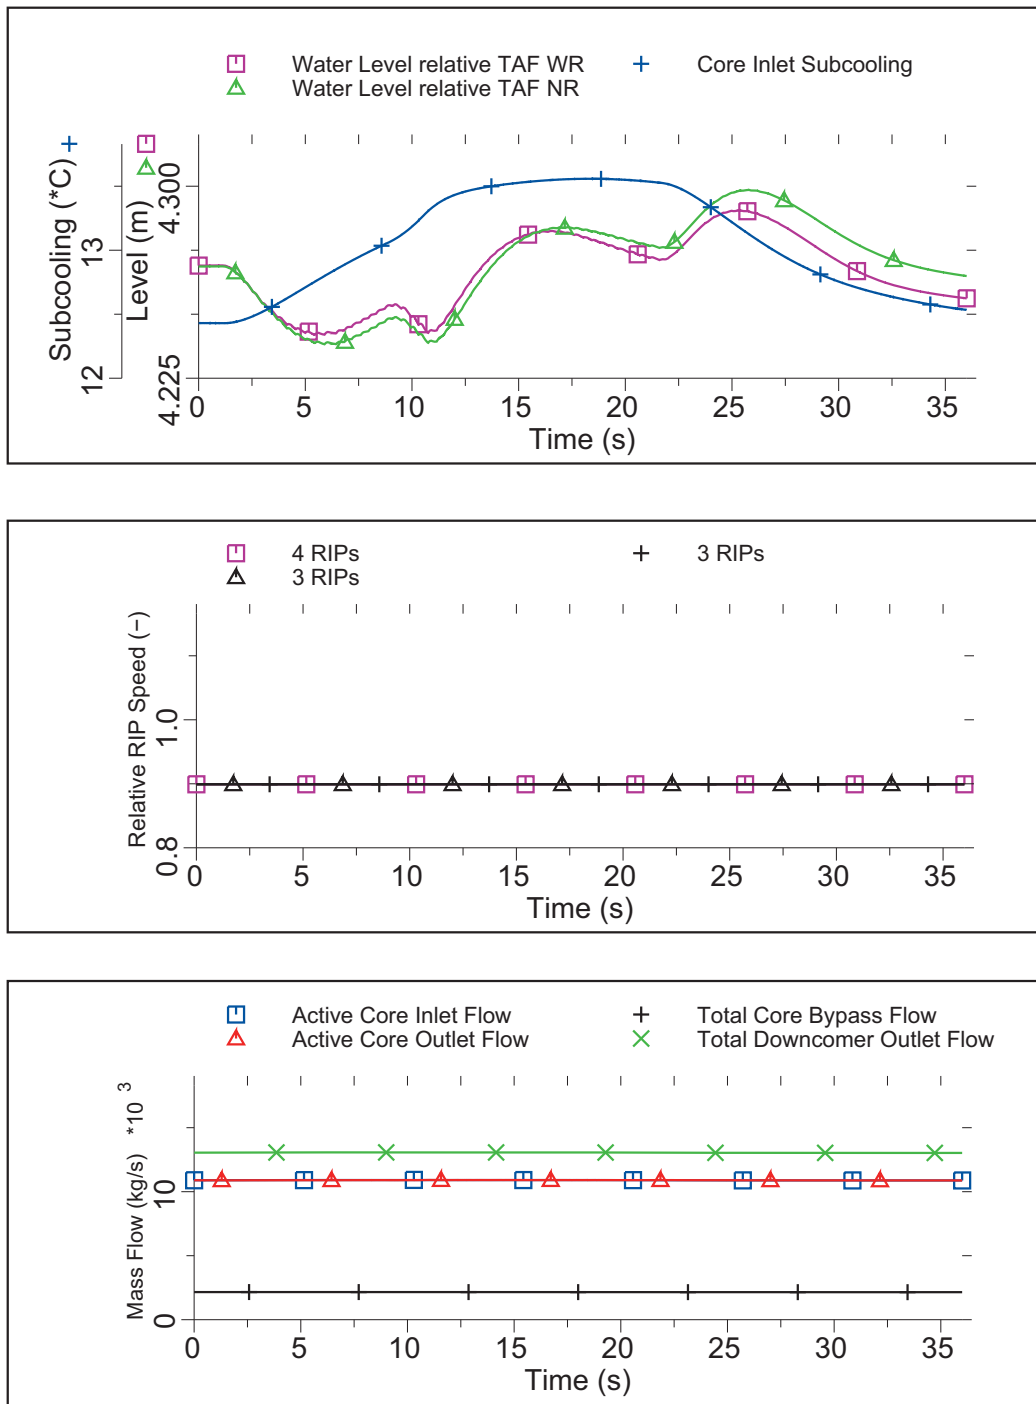 Water Level relative TAF WR
Core Inlet Subcooling
Water Level relative TAF NR
Subcooling (*C)
12
13
Level (m)
4.225
4.300
0 5 10 15 20 25 30 35
Time (s)
4 RIPs
3 RIPs
3 RIPs
Relative RIP Speed (−)
0.8
1.0
0 5 10 15 20 25 30 35
Time (s)
Active Core Inlet Flow
Total Core Bypass Flow
Active Core Outlet Flow
Total Downcomer Outlet Flow
Mass Flow (kg/s) *10 3
0
10
0 5 10 15 20 25 30 35
Time (s)